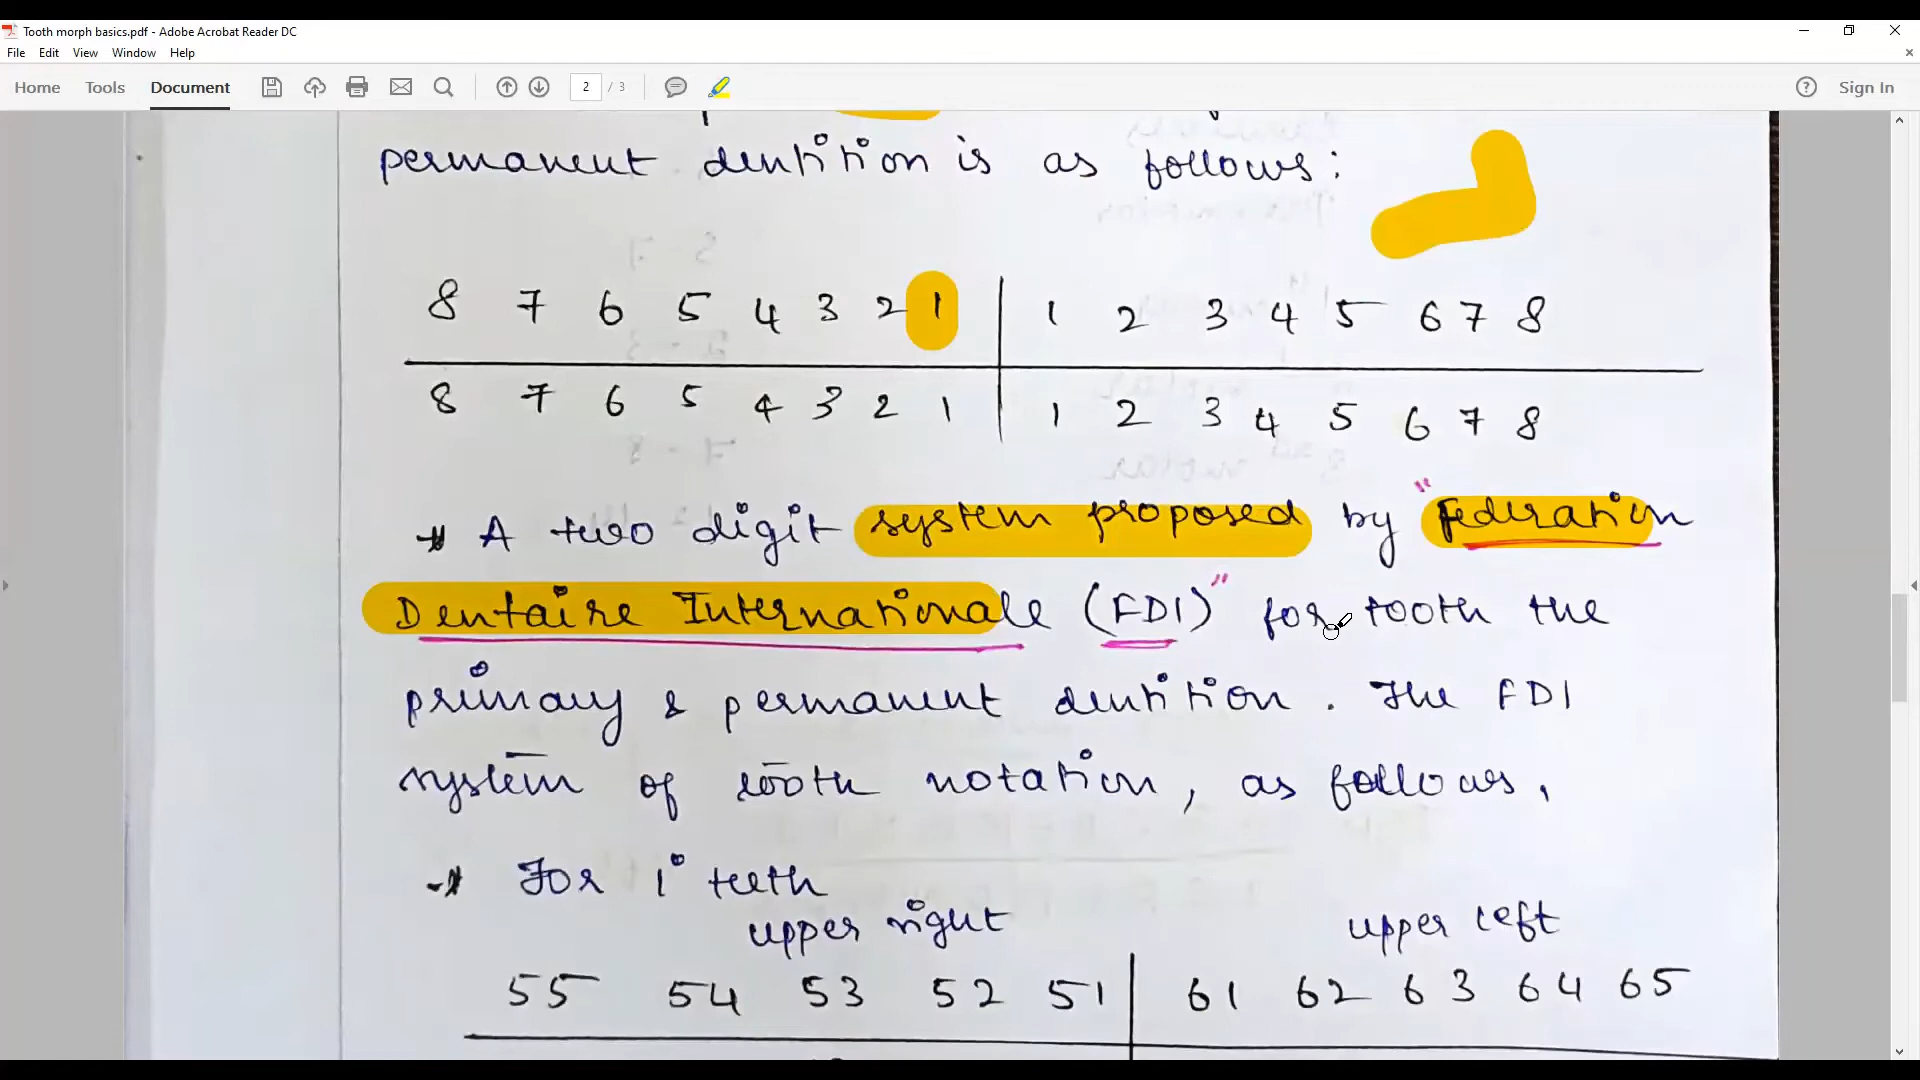 Tooth morph basics.pdf - Adobe Acrobat Reader DC
File Edit View Window Help
Home Tools Document 2 / 3 Sign In
permanent dentition is as follows:
8 7 6 5 4 3 2 1 | 1 2 3 4 5 6 7 8
8 7 6 5 4 3 2 1 | 1 2 3 4 5 6 7 8
A two digit system proposed by "Federation
Dentaire Internationale (FDI)" for tooth the
primary & permanent dentition. The FDI
system of tooth notation, as follows,
For 1° teeth
upper right upper left
55 54 53 52 51 | 61 62 63 64 65